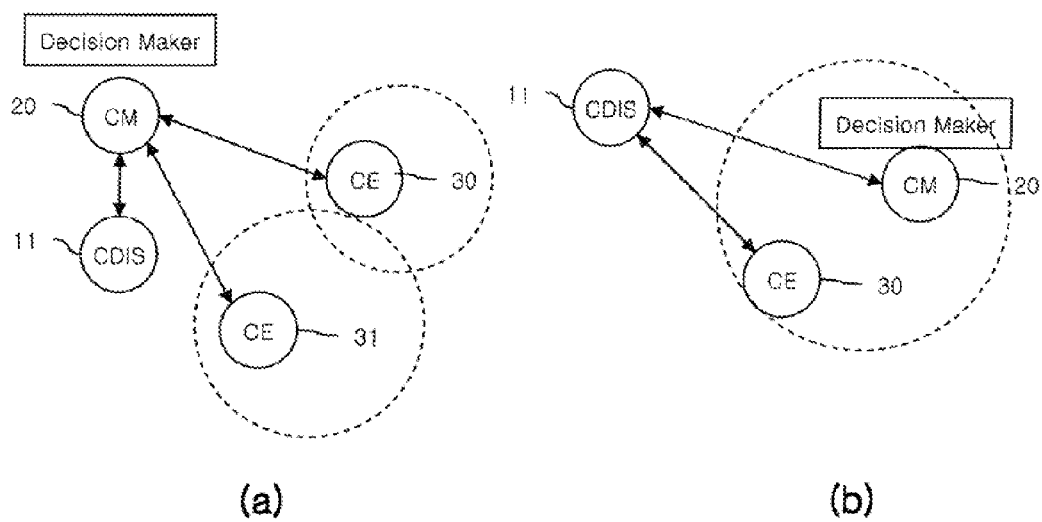 Decision Maker
20
CM
CE
30
11
CDIS
CE
31
(a)
11
CDIS
Decision Maker
CM
20
CE
30
(b)